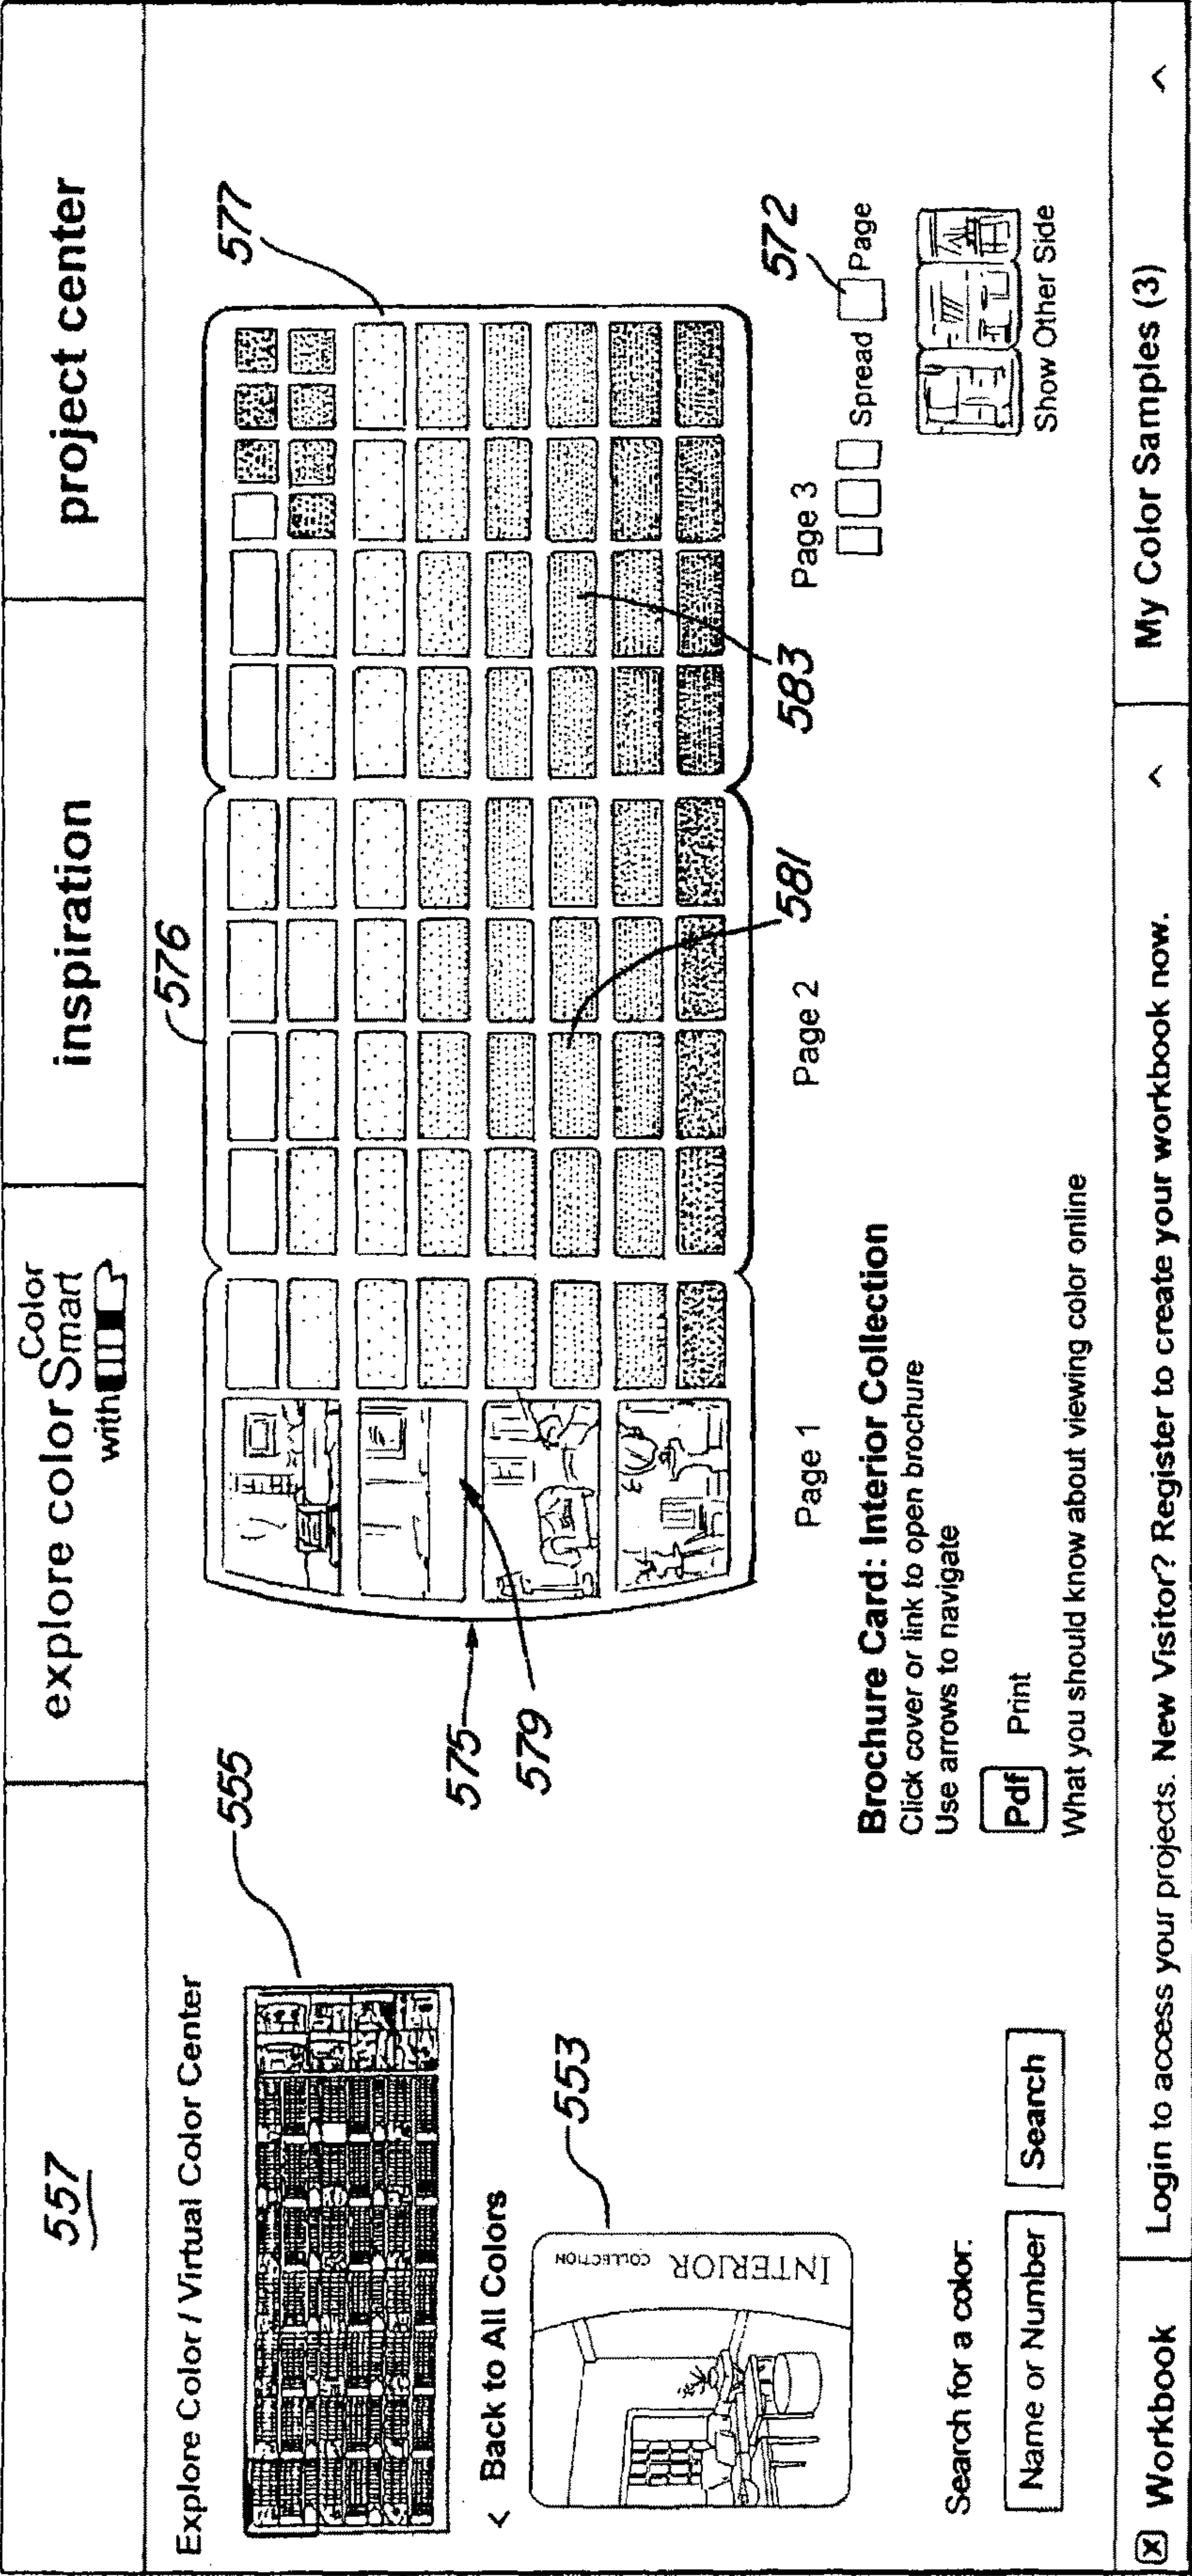 557
explore color
with
Color
Smart
inspiration
project center
Explore Color / Virtual Color Center
555
< Back to All Colors
553
INTERIOR
COLLECTION
Search for a color:
Name or Number
Search
576
577
575
579
581
583
Page 1
Page 2
Page 3
572
Spread
Page
Show Other Side
Brochure Card: Interior Collection
Click cover or link to open brochure
Use arrows to navigate
Pdf
Print
What you should know about viewing color online
x
Workbook
Login to access your projects. New Visitor? Register to create your workbook now. ^
My Color Samples (3) ^